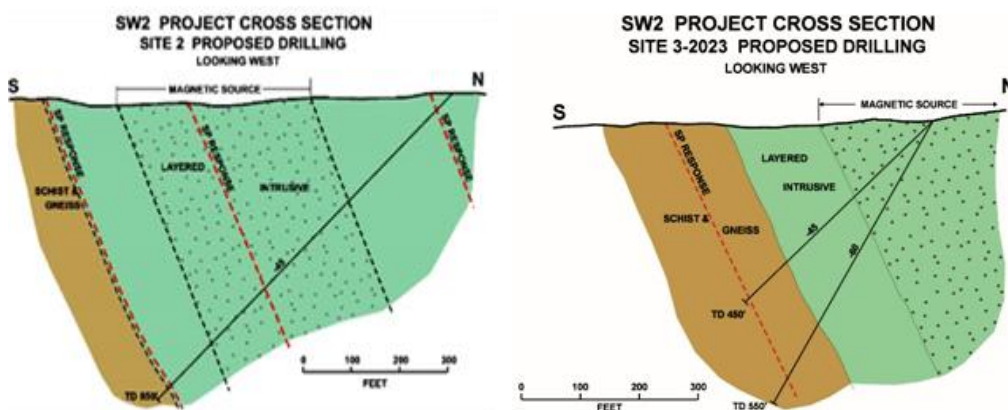 SW2 PROJECT CROSS SECTION
SITE 2 PROPOSED DRILLING
LOOKING WEST
S
N
MAGNETIC SOURCE
SP RESPONSE
SP RESPONSE
SP RESPONSE
LAYERED
INTRUSIVE
SCHIST &
GREISS
-45
TD 650'
0 100 200 300
FEET
SW2 PROJECT CROSS SECTION
SITE 3-2023 PROPOSED DRILLING
LOOKING WEST
S
N
MAGNETIC SOURCE
SP RESPONSE
LAYERED
INTRUSIVE
SCHIST &
GNEISS
-45
-60
TD 450'
TD 550'
0 100 200 300
FEET